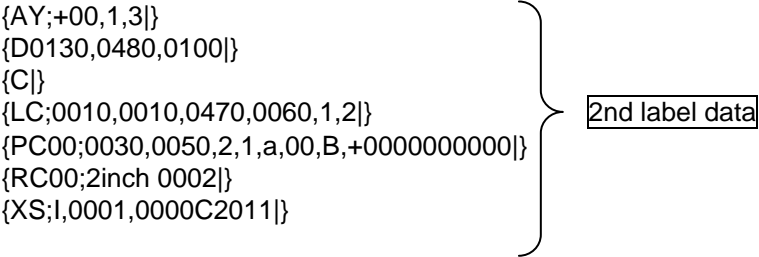 {AY;+00,1,3|}
{D0130,0480,0100|}
{C|}
{LC;0010,0010,0470,0060,1,2|}
{PC00;0030,0050,2,1,a,00,B,+0000000000|}
{RC00;2inch 0002|}
{XS;I,0001,0000C2011|}
2nd label data